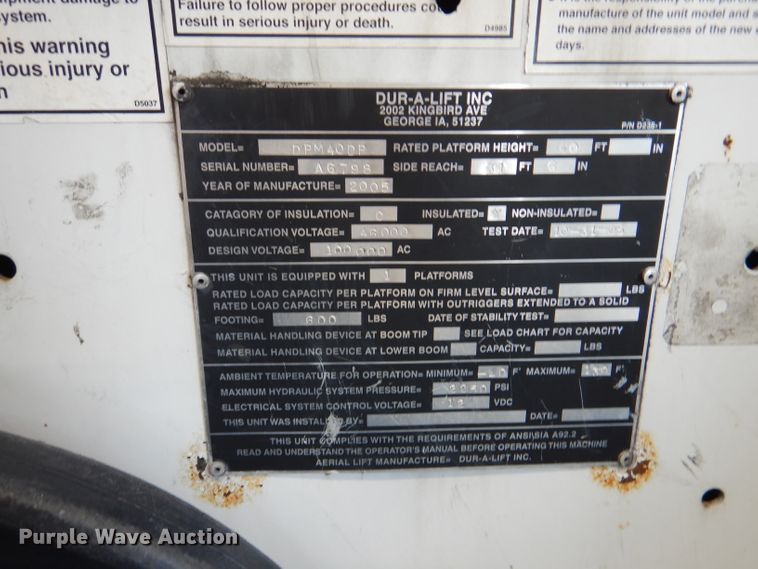 system.
his warning
ious injury or
n
D5037
Failure to follow proper procedures co
result in serious injury or death.
D4985
manufacture of the unit model and s
the name and addresses of the new
days.
DUR-A-LIFT INC
2002 KINGBIRD AVE
GEORGE IA, 51237
P/N D238-1
MODEL= RATED PLATFORM HEIGHT= 40 FT IN
SERIAL NUMBER= A6798 SIDE REACH= FT 6 IN
YEAR OF MANUFACTURE= 2005
CATAGORY OF INSULATION= C INSULATED= NON-INSULATED=
QUALIFICATION VOLTAGE= 46000 AC TEST DATE=
DESIGN VOLTAGE= 100,000 AC
THIS UNIT IS EQUIPPED WITH 1 PLATFORMS
RATED LOAD CAPACITY PER PLATFORM ON FIRM LEVEL SURFACE= LBS
RATED LOAD CAPACITY PER PLATFORM WITH OUTRIGGERS EXTENDED TO A SOLID
FOOTING= 600 LBS DATE OF STABILITY TEST=
MATERIAL HANDLING DEVICE AT BOOM TIP SEE LOAD CHART FOR CAPACITY
MATERIAL HANDLING DEVICE AT LOWER BOOM CAPACITY= LBS
AMBIENT TEMPERATURE FOR OPERATION= MINIMUM= F° MAXIMUM= F°
MAXIMUM HYDRAULIC SYSTEM PRESSURE= PSI
ELECTRICAL SYSTEM CONTROL VOLTAGE= 12 VDC
THIS UNIT WAS INSTALLED BY= DATE=
THIS UNIT COMPLIES WITH THE REQUIREMENTS OF ANSI/SIA A92.2
READ AND UNDERSTAND THE OPERATOR'S MANUAL BEFORE OPERATING THIS MACHINE
AERIAL LIFT MANUFACTURE= DUR-A-LIFT INC.
Purple Wave Auction